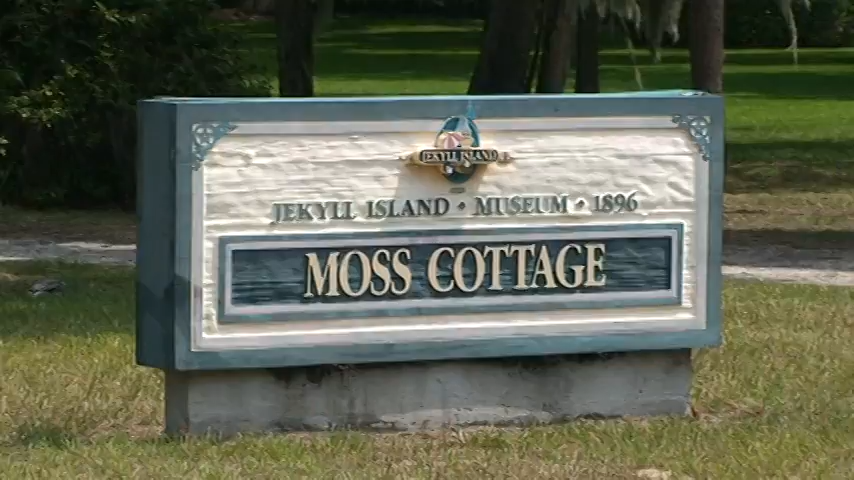 JEKYLL ISLAND
JEKYLL ISLAND • MUSEUM • 1896
MOSS COTTAGE